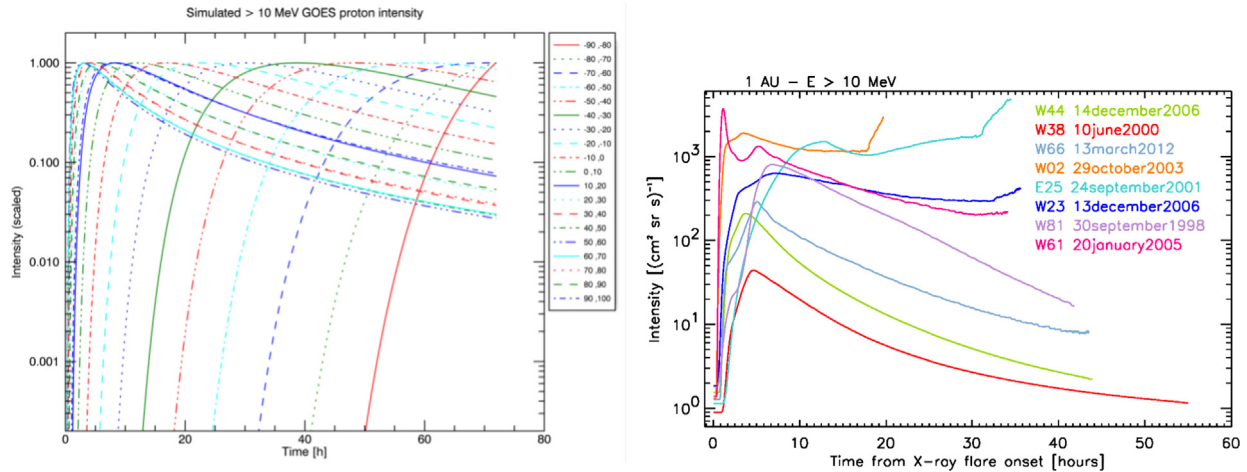 Simulated > 10 MeV GOES proton intensity
Intensity (scaled)
1.000
0.100
0.010
0.001
0
20
40
60
80
Time [h]
-90 ,-80
-80 ,-70
-70 ,-60
-60 ,-50
-50 ,-40
-40 ,-30
-30 ,-20
-20 ,-10
-10 ,0
0 ,10
10 ,20
20 ,30
30 ,40
40 ,50
50 ,60
60 ,70
70 ,80
80 ,90
90 ,100
1 AU – E > 10 MeV
Intensity [(cm² sr s)⁻¹]
10³
10²
10¹
10⁰
0
10
20
30
40
50
60
Time from X-ray flare onset [hours]
W44 14december2006
W38 10june2000
W66 13march2012
W02 29october2003
E25 24september2001
W23 13december2006
W81 30september1998
W61 20january2005